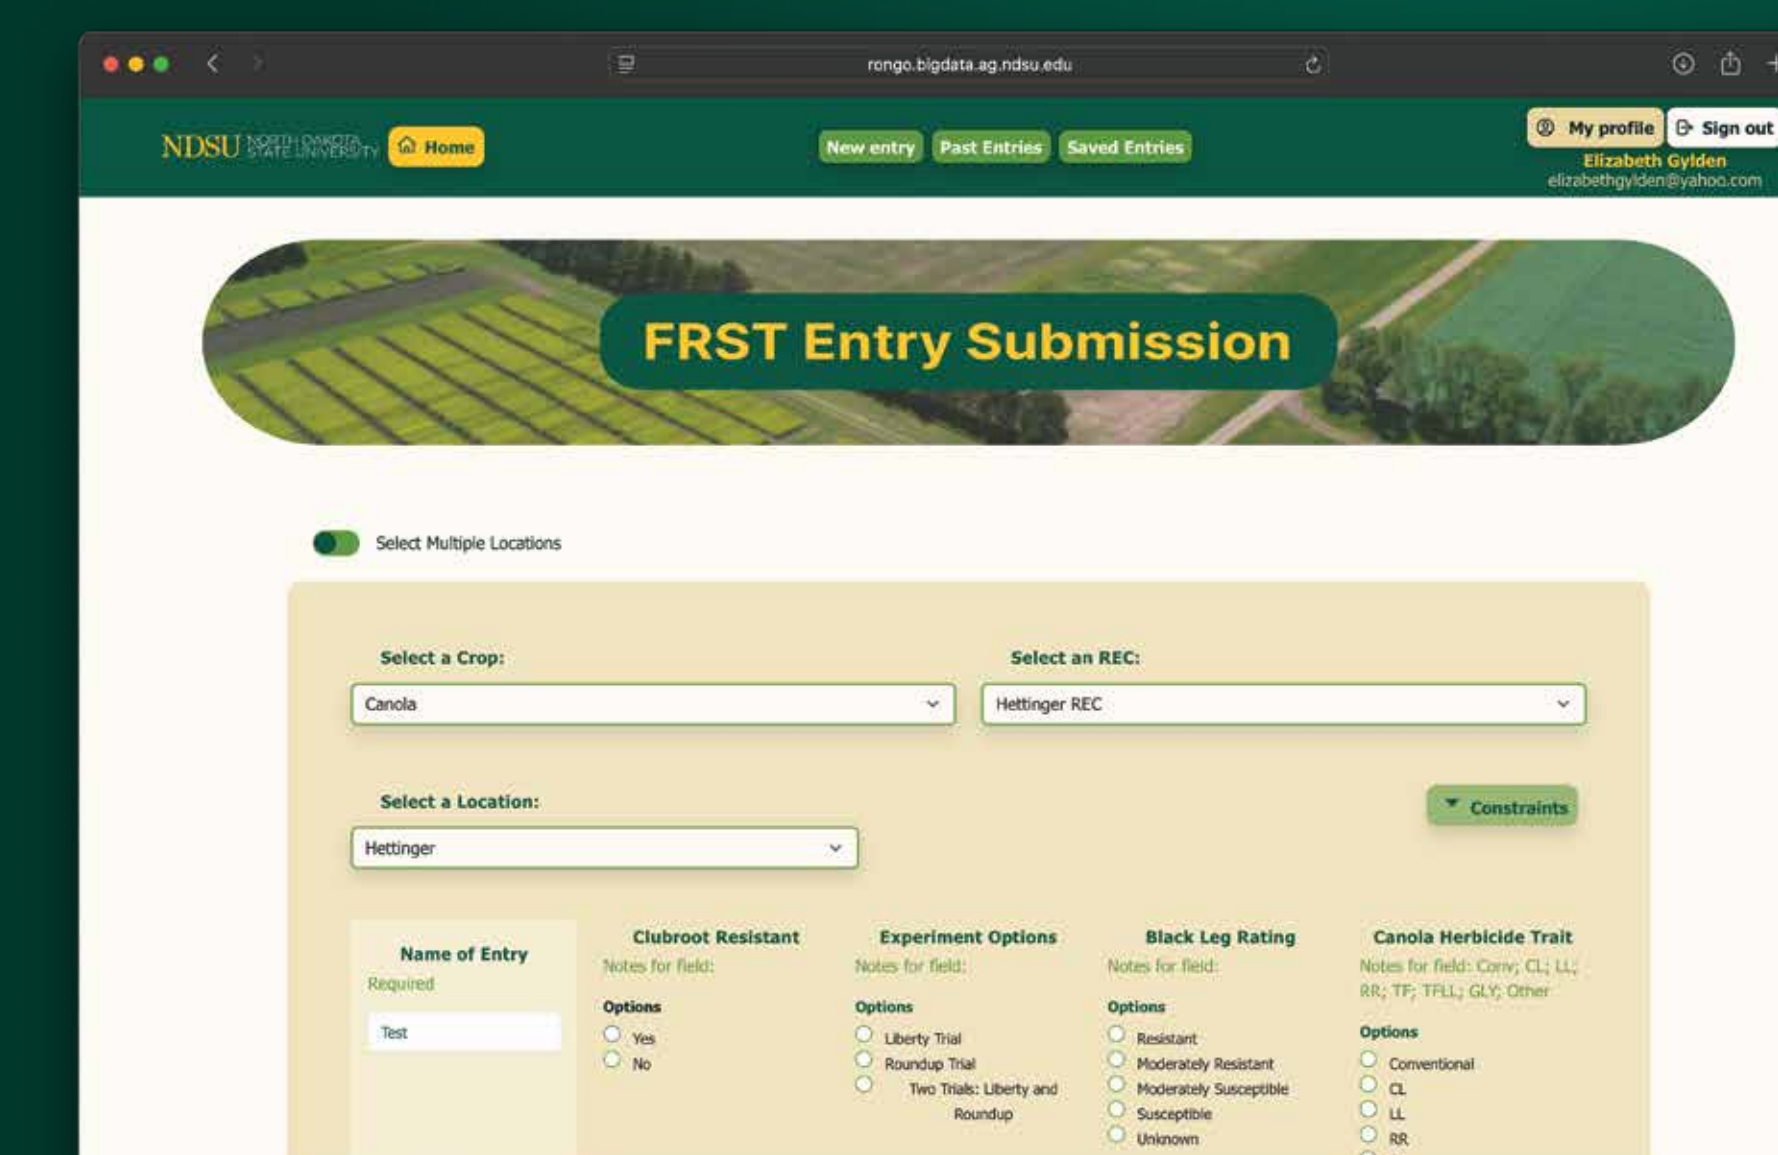 rongo.bigdata.ag.ndsu.edu
NDSU NORTH DAKOTA
STATE UNIVERSITY
Home
New entry Past Entries Saved Entries
My profile Sign out
Elizabeth Gylden
elizabethgylden@yahoo.com
FRST Entry Submission
Select Multiple Locations
Select a Crop: Select an REC:
Canola Hettinger REC
Select a Location:
Constraints
Hettinger
Name of Entry
Required
Test
Clubroot Resistant
Notes for field:
Options
Yes
No
Experiment Options
Notes for field:
Options
Liberty Trial
Roundup Trial
Two Trials: Liberty and
Roundup
Black Leg Rating
Notes for field:
Options
Resistant
Moderately Resistant
Moderately Susceptible
Susceptible
Unknown
Canola Herbicide Trait
Notes for field: Conv; CL; LL;
RR; TF; TFLL; GLY; Other
Options
Conventional
CL
LL
RR